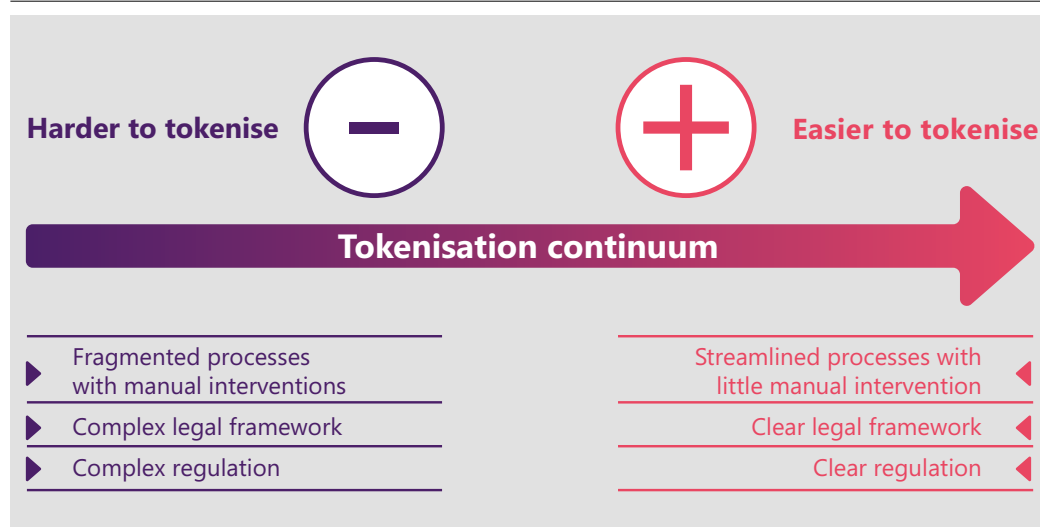 Harder to tokenise
Easier to tokenise
Tokenisation continuum
Fragmented processes
with manual interventions
Complex legal framework
Complex regulation
Streamlined processes with
little manual intervention
Clear legal framework
Clear regulation